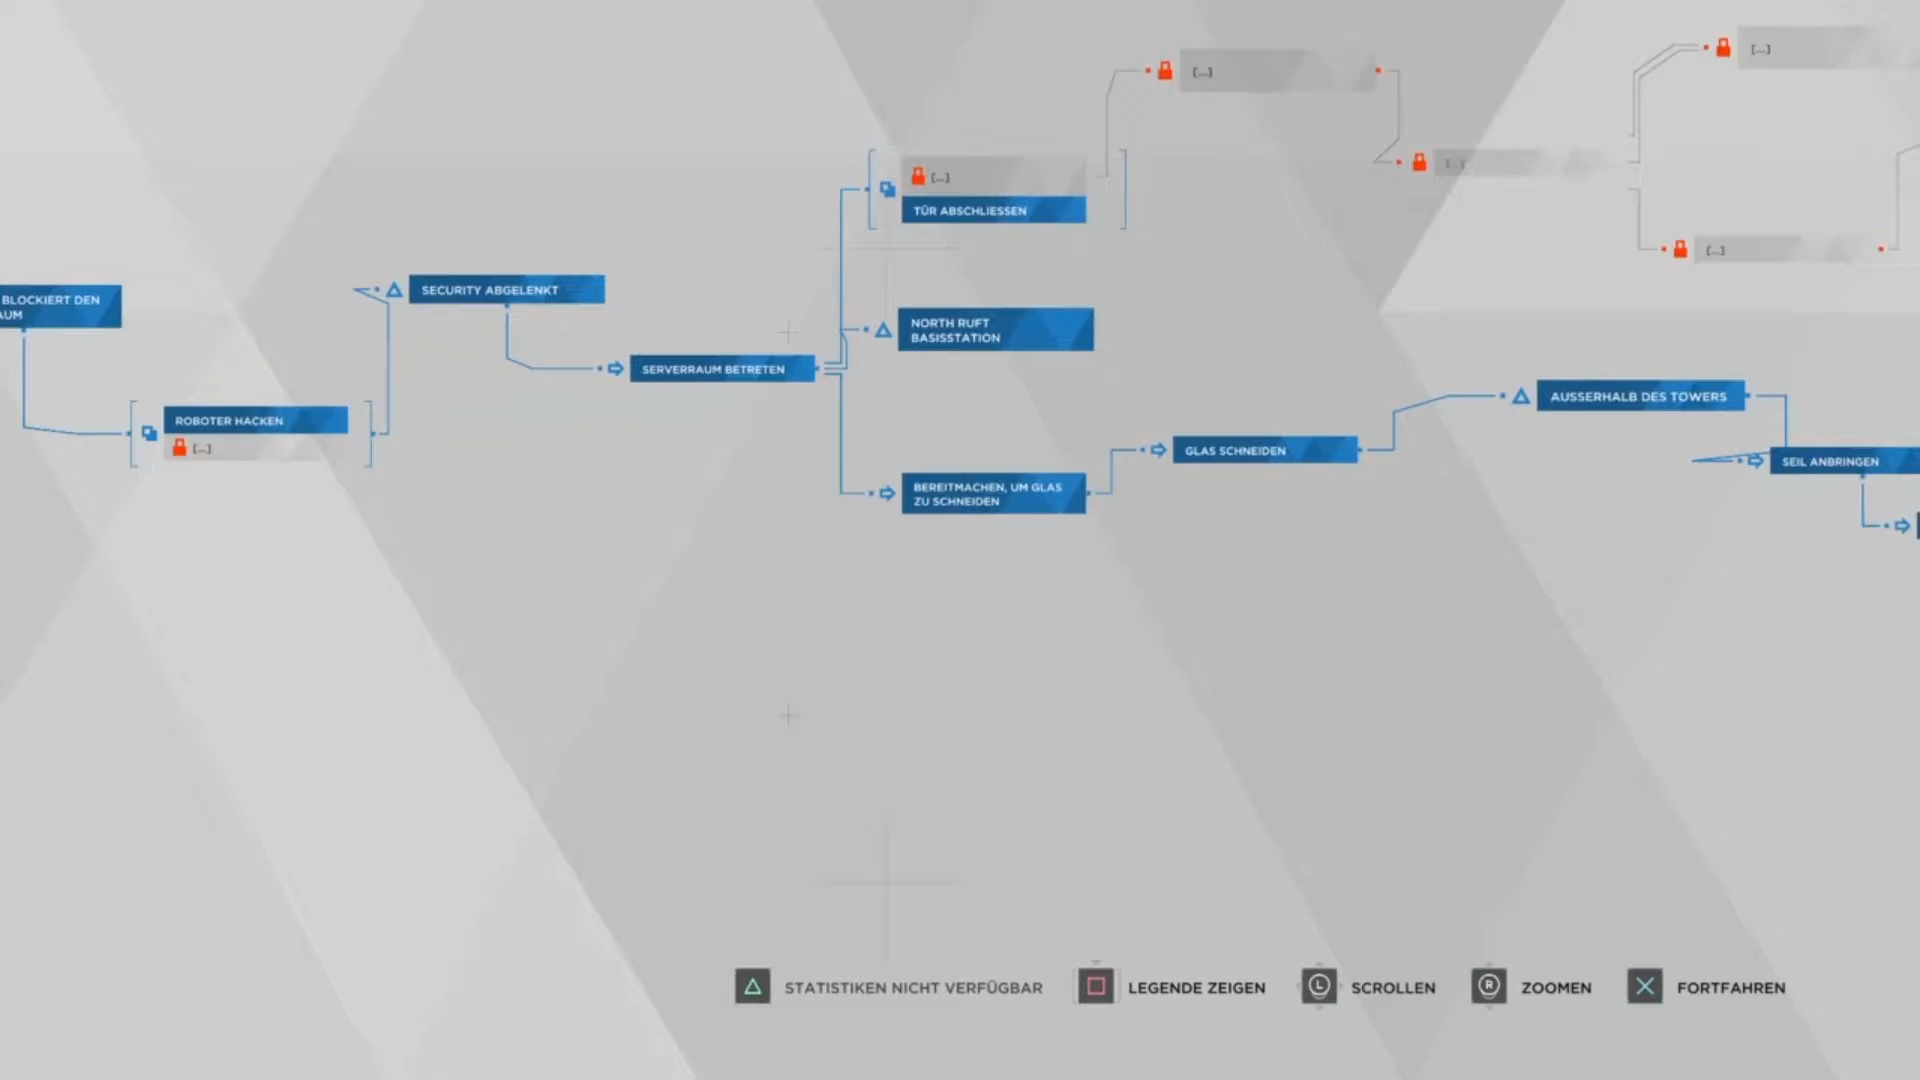 [...]
[...]
[...]
TÜR ABSCHLIESSEN
[...]
BLOCKIERT DEN
AUM
SECURITY ABGELENKT
NORTH RUFT
BASISSTATION
SERVERRAUM BETRETEN
AUSSERHALB DES TOWERS
ROBOTER HACKEN
[...]
GLAS SCHNEIDEN
SEIL ANBRINGEN
BEREITMACHEN, UM GLAS
ZU SCHNEIDEN
STATISTIKEN NICHT VERFÜGBAR
LEGENDE ZEIGEN
L SCROLLEN
R ZOOMEN
FORTFAHREN